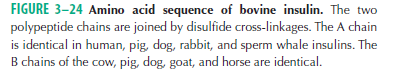 FIGURE 3–24 Amino acid sequence of bovine insulin. The two
polypeptide chains are joined by disulfide cross-linkages. The A chain
is identical in human, pig, dog, rabbit, and sperm whale insulins. The
B chains of the cow, pig, dog, goat, and horse are identical.